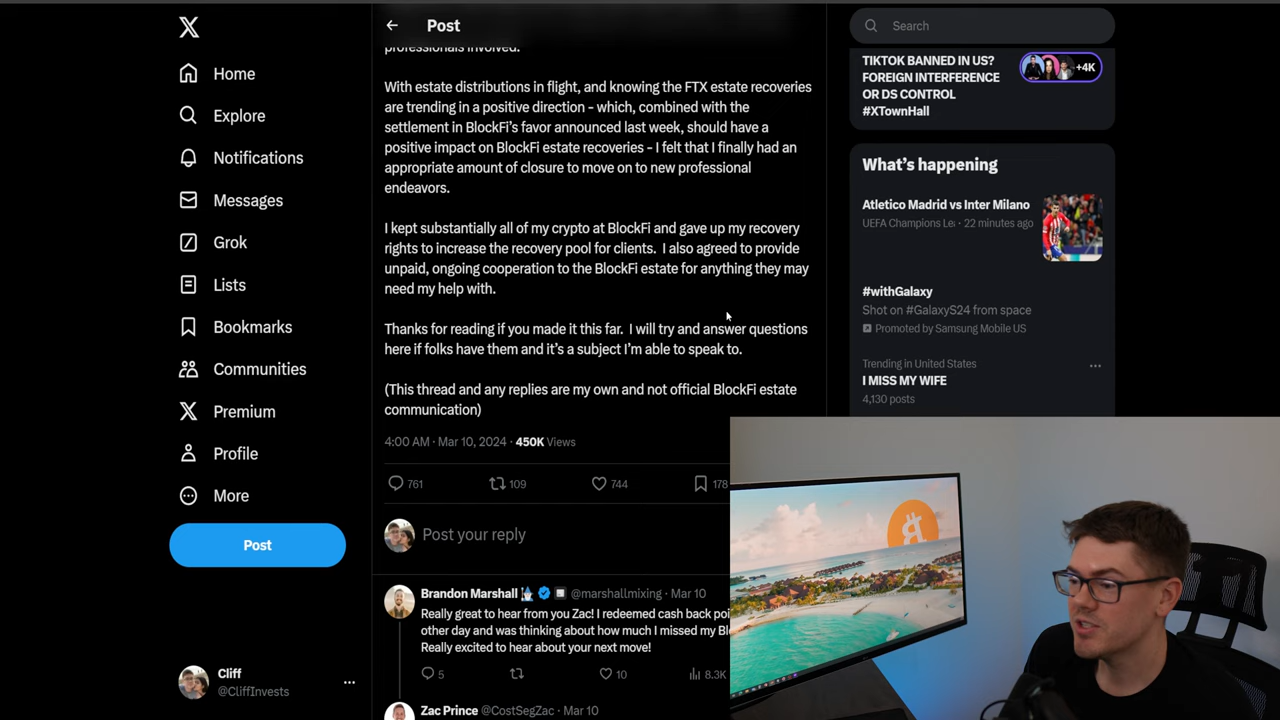 Post
Search
professionals involved.
With estate distributions in flight, and knowing the FTX estate recoveries
are trending in a positive direction - which, combined with the
settlement in BlockFi's favor announced last week, should have a
positive impact on BlockFi estate recoveries - I felt that I finally had an
appropriate amount of closure to move on to new professional
endeavors.
I kept substantially all of my crypto at BlockFi and gave up my recovery
rights to increase the recovery pool for clients.  I also agreed to provide
unpaid, ongoing cooperation to the BlockFi estate for anything they may
need my help with.
Thanks for reading if you made it this far.  I will try and answer questions
here if folks have them and it's a subject I'm able to speak to.
(This thread and any replies are my own and not official BlockFi estate
communication)
4:00 AM · Mar 10, 2024 · 450K Views
761
109
744
178
Post your reply
Brandon Marshall @marshallmixing · Mar 10
Really great to hear from you Zac! I redeemed cash back poi
other day and was thinking about how much I missed my Bl
Really excited to hear about your next move!
5
10
8.3K
Zac Prince @CostSegZac · Mar 10
Home
Explore
Notifications
Messages
Grok
Lists
Bookmarks
Communities
Premium
Profile
More
Post
Cliff
@CliffInvests
TIKTOK BANNED IN US?
FOREIGN INTERFERENCE
OR DS CONTROL
#XTownHall
+4K
What's happening
Atletico Madrid vs Inter Milano
UEFA Champions Le · 22 minutes ago
#withGalaxy
Shot on #GalaxyS24 from space
Promoted by Samsung Mobile US
Trending in United States
I MISS MY WIFE
4,130 posts